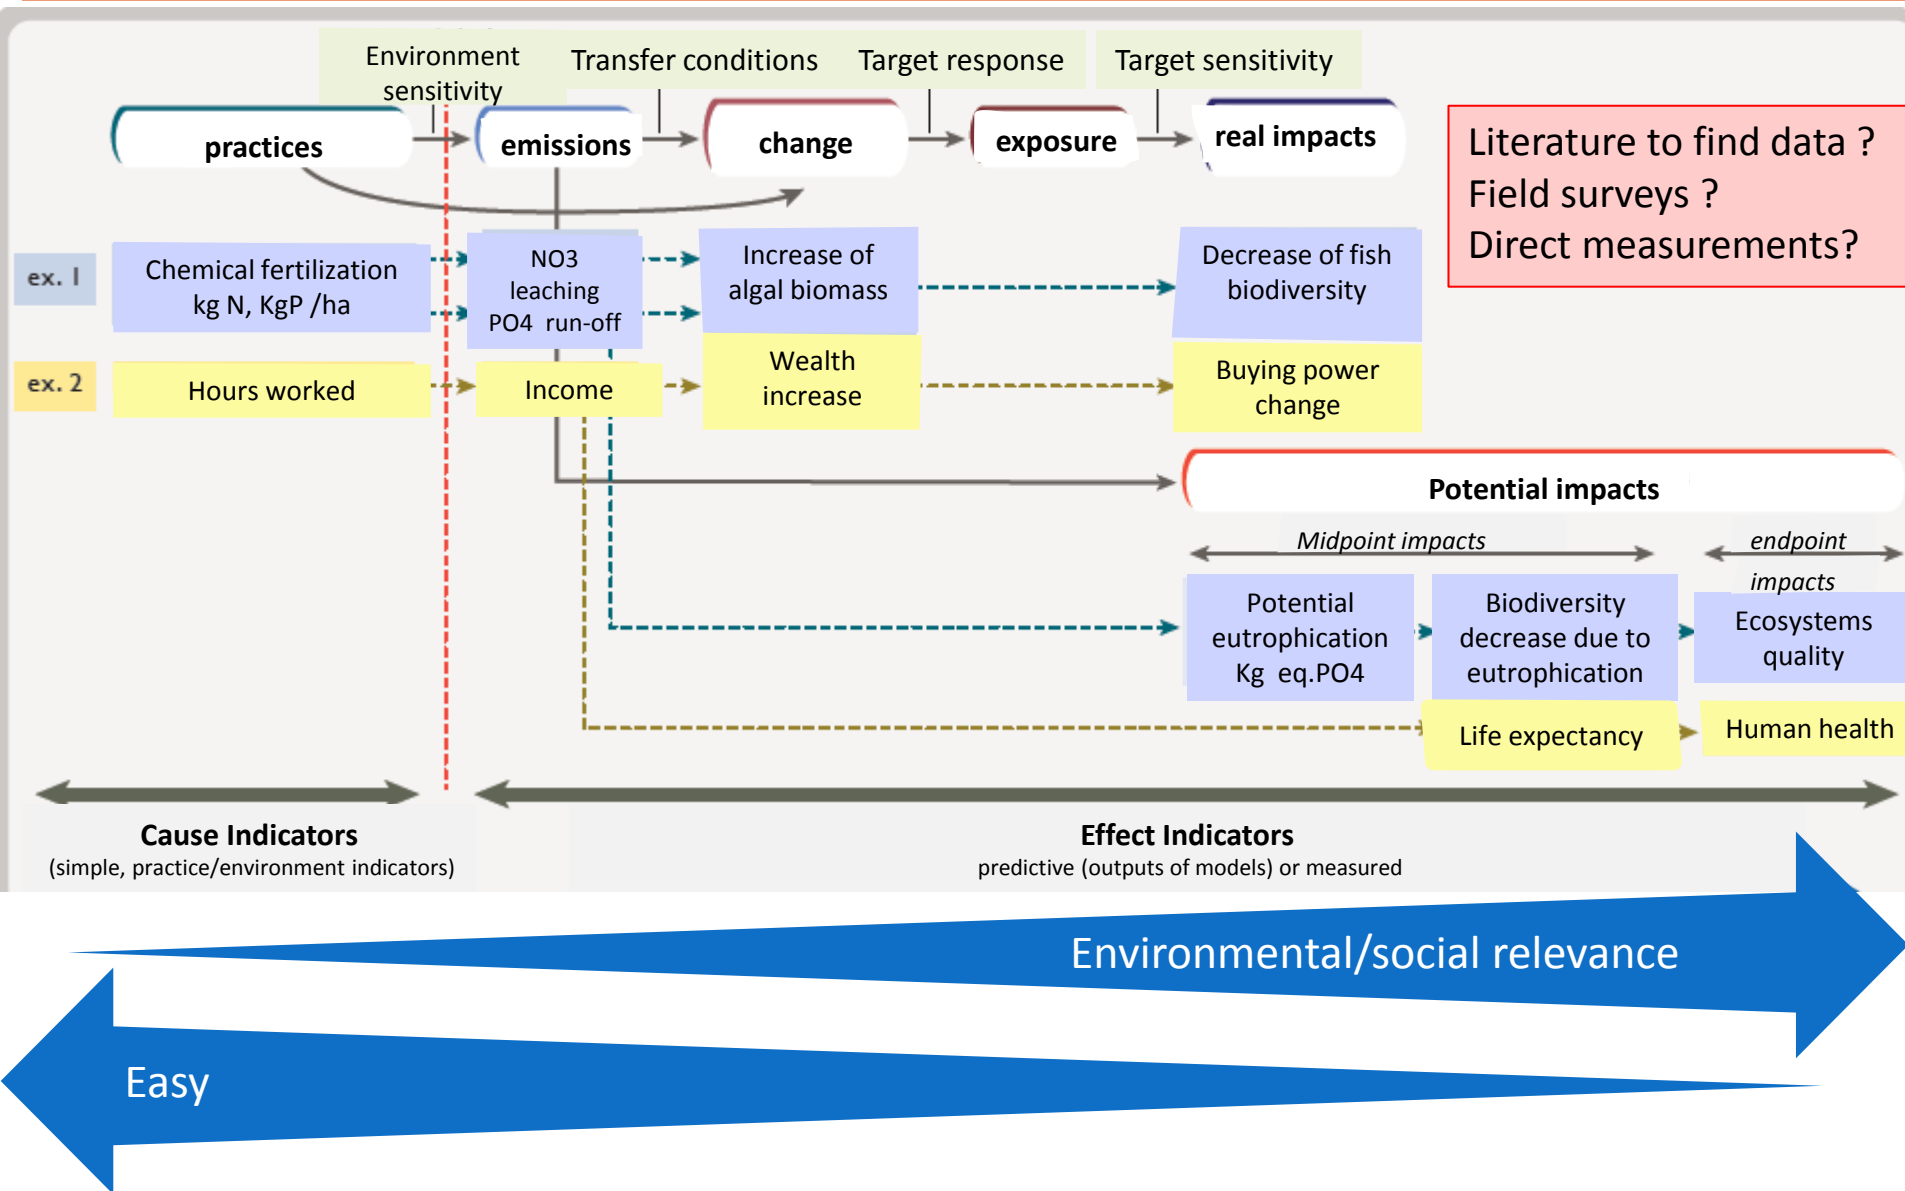 Environment
sensitivity
Transfer conditions
Target response
Target sensitivity
practices
emissions
change
exposure
real impacts
Literature to find data ?
Field surveys ?
Direct measurements?
ex. 1
Chemical fertilization
kg N, KgP /ha
NO3
leaching
PO4 run-off
Increase of
algal biomass
Decrease of fish
biodiversity
ex. 2
Hours worked
Income
Wealth
increase
Buying power
change
Potential impacts
Midpoint impacts
endpoint
impacts
Potential
eutrophication
Kg eq.PO4
Biodiversity
decrease due to
eutrophication
Ecosystems
quality
Life expectancy
Human health
Cause Indicators
(simple, practice/environment indicators)
Effect Indicators
predictive (outputs of models) or measured
Environmental/social relevance
Easy